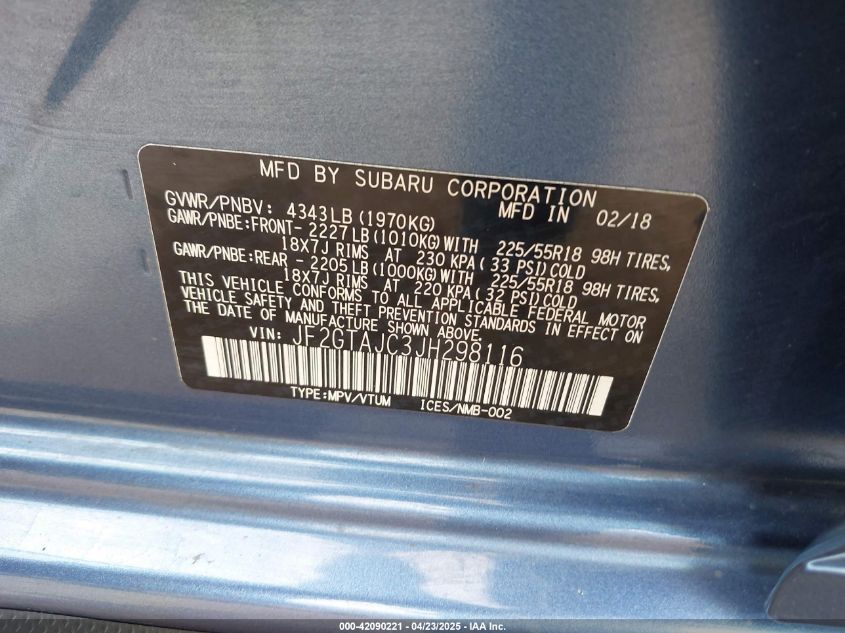 MFD BY SUBARU CORPORATION
GVWR/PNBV: 4343LB(1970KG) MFD IN 02/18
GAWR/PNBE:FRONT- 2227LB(1010KG)WITH 225/55R18 98H TIRES,
18X7J RIMS AT 230 KPA( 33 PSI)COLD
GAWR/PNBE:REAR - 2205LB(1000KG)WITH 225/55R18 98H TIRES,
18X7J RIMS AT 220 KPA( 32 PSI)COLD
THIS VEHICLE CONFORMS TO ALL APPLICABLE FEDERAL MOTOR
VEHICLE SAFETY AND THEFT PREVENTION STANDARDS IN EFFECT ON
THE DATE OF MANUFACTURE SHOWN ABOVE.
VIN: JF2GTAJC3JH298116
TYPE:MPV/VTUM ICES/NMB-002
000-42090221 - 04/23/2025 - IAA Inc.